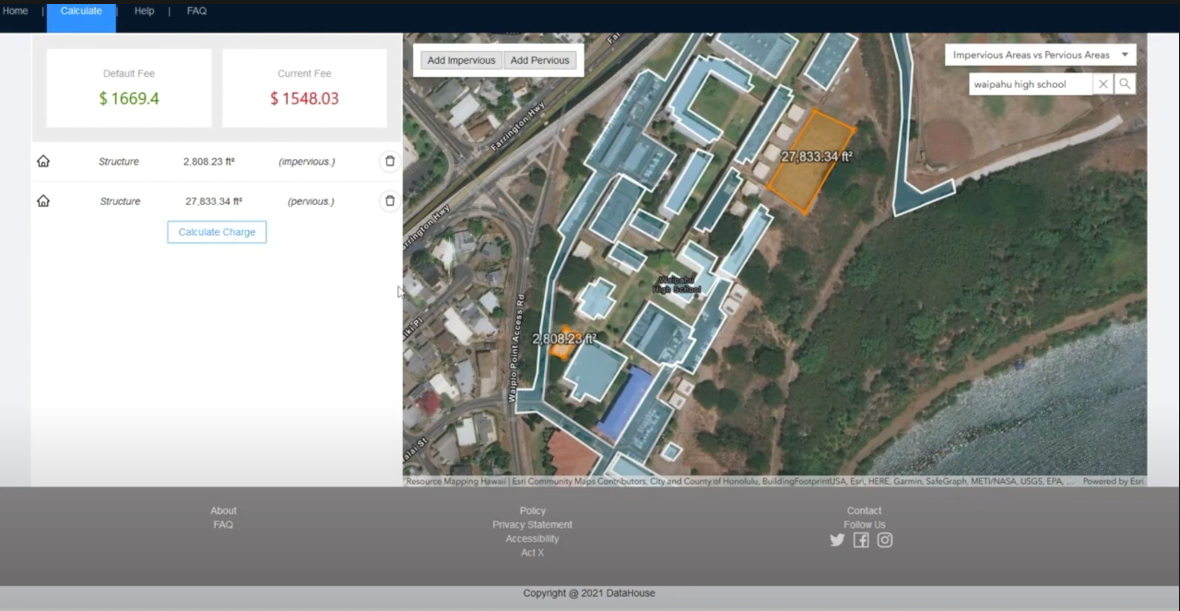 Home | Calculate | Help | FAQ
Default Fee
$ 1669.4
Current Fee
$ 1548.03
Structure 2,808.23 ft² (impervious.)
Structure 27,833.34 ft² (pervious.)
Calculate Charge
Add Impervious
Add Pervious
Impervious Areas vs Pervious Areas
waipahu high school
Farrington Hwy
27,833.34 ft²
Waipahu
High School
Waipio Point Access Rd
2,808.23 ft²
Resource Mapping Hawaii | Esri Community Maps Contributors, City and County of Honolulu, BuildingFootprintUSA, Esri, HERE, Garmin, SafeGraph, METI/NASA, USGS, EPA, ... Powered by Esri
About
FAQ
Policy
Privacy Statement
Accessibility
Act X
Contact
Follow Us
Copyright @ 2021 DataHouse